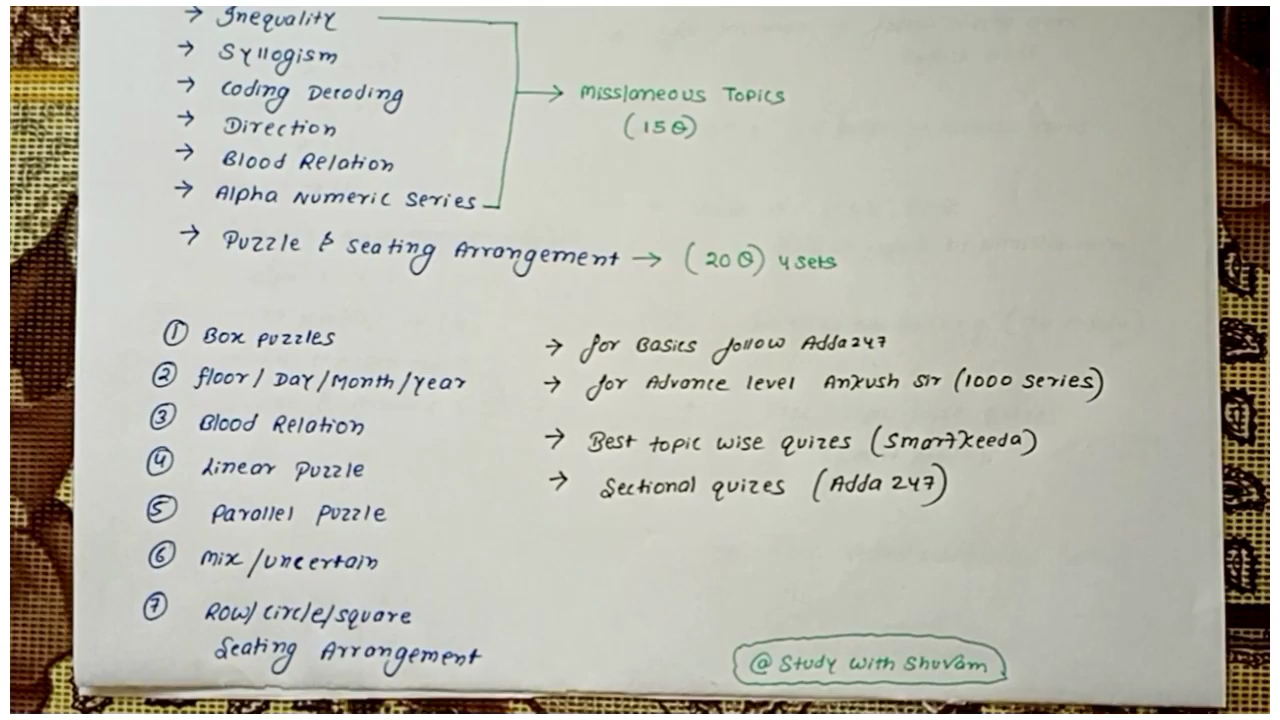 → Inequality
→ Syllogism
→ Coding Decoding
→ Direction
→ Blood Relation
→ Alpha Numeric Series
→ Misslaneous Topics
(15Q)
→ Puzzle & Seating Arrangement → (20Q) 4 sets
① Box puzzles
② floor/Day/Month/year
③ Blood Relation
④ Linear Puzzle
⑤ Parallel Puzzle
⑥ Mix/uncertain
⑦ Row/circle/square
Seating Arrangement
→ for Basics follow Adda247
→ for Advance level Ankush Sir (1000 series)
→ Best topic wise quizes (Smartkeeda)
→ Sectional quizes (Adda 247)
@ Study with Shuvam